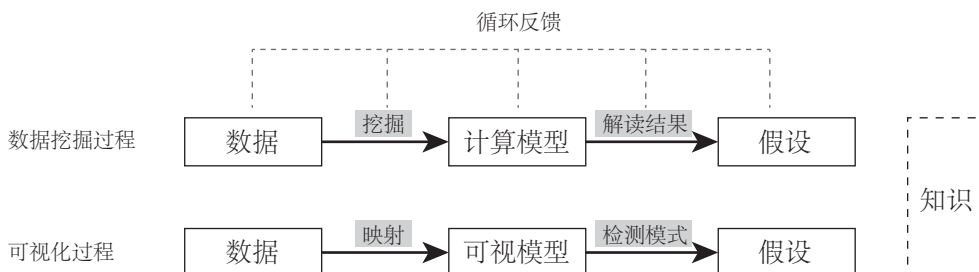 循环反馈
数据挖掘过程 数据 挖掘 计算模型 解读结果 假设
知识
可视化过程 数据 映射 可视模型 检测模式 假设